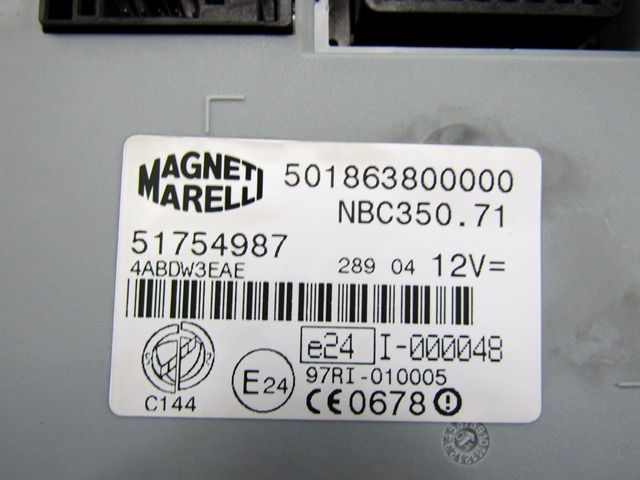 MAGNETI
MARELLI
501863800000
NBC350.71
51754987
4ABDW3EAE
289 04 12V=
e24 I-000048
E24
97RI-010005
C144
CE0678!